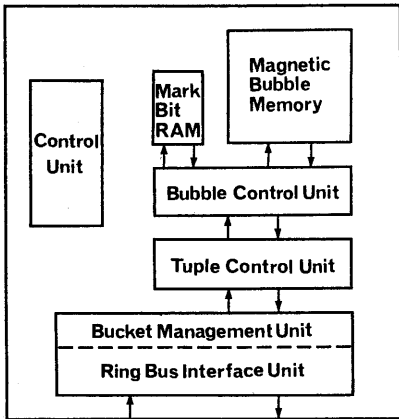 Control
Unit
Mark
Bit
RAM
Magnetic
Bubble
Memory
Bubble Control Unit
Tuple Control Unit
Bucket Management Unit
Ring Bus Interface Unit